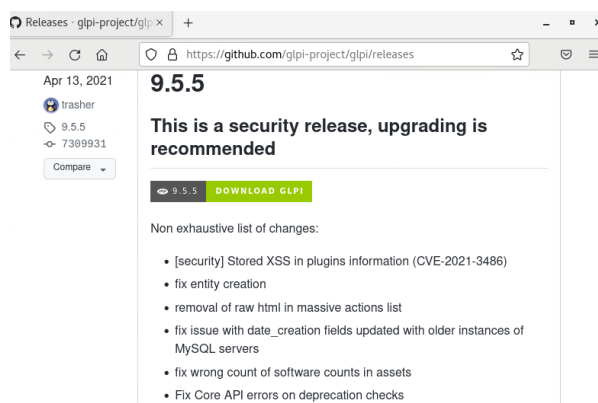 Releases · glpi-project/glp
https://github.com/glpi-project/glpi/releases
Apr 13, 2021
trasher
9.5.5
7309931
Compare
9.5.5
This is a security release, upgrading is
recommended
9.5.5 DOWNLOAD GLPI
Non exhaustive list of changes:
• [security] Stored XSS in plugins information (CVE-2021-3486)
• fix entity creation
• removal of raw html in massive actions list
• fix issue with date_creation fields updated with older instances of
MySQL servers
• fix wrong count of software counts in assets
• Fix Core API errors on deprecation checks